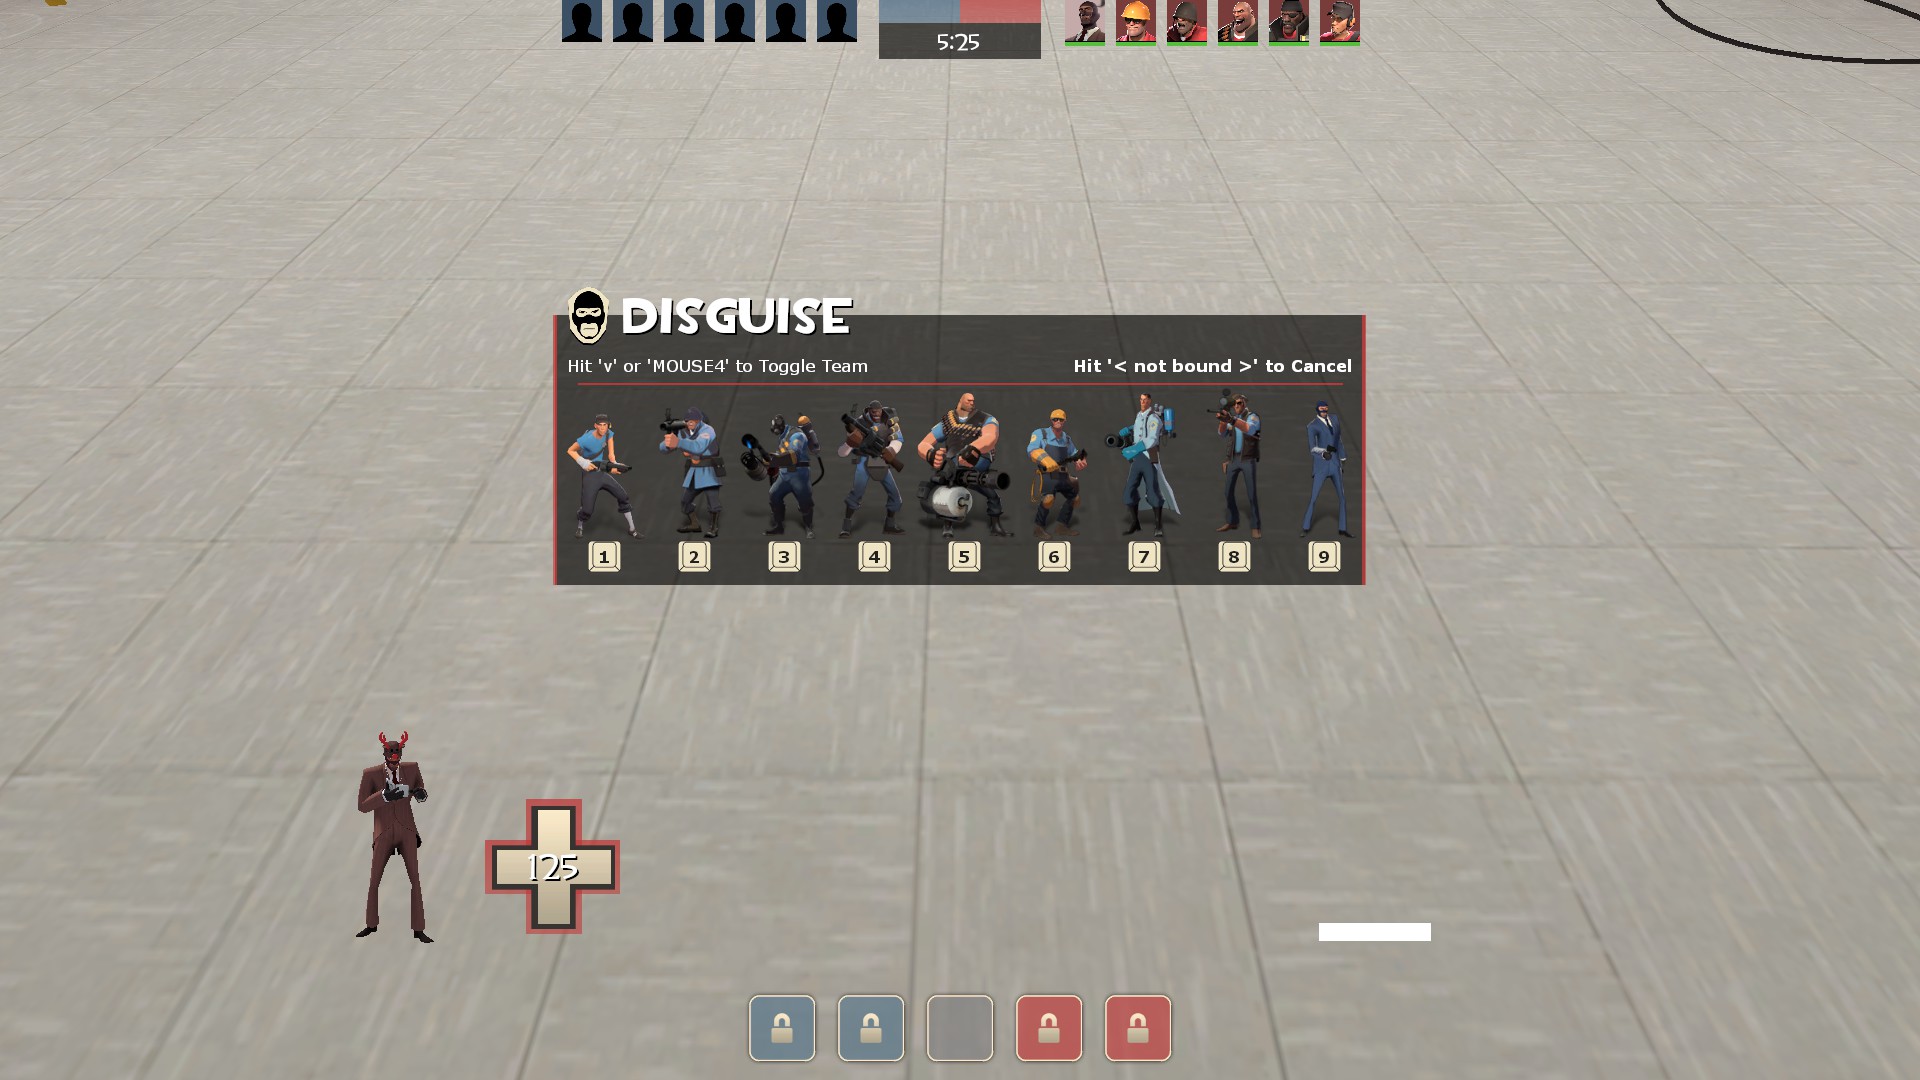 5:25
DISGUISE
Hit 'v' or 'MOUSE4' to Toggle Team
Hit '< not bound >' to Cancel
1 2 3 4 5 6 7 8 9
125